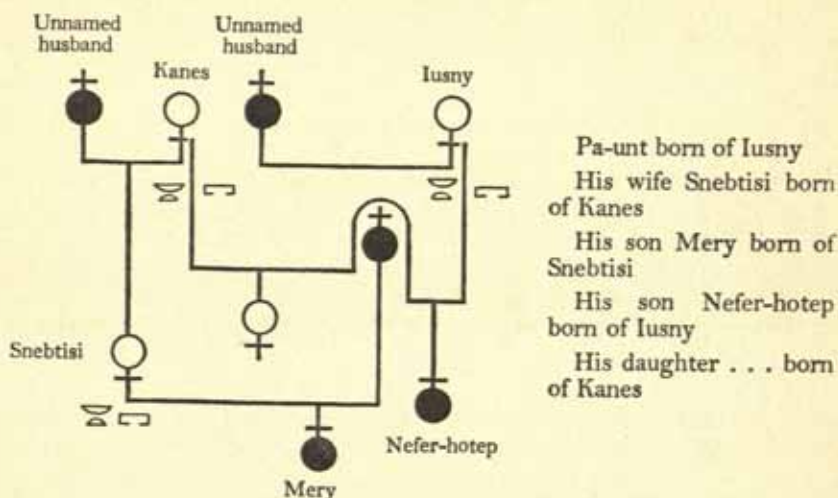 Unnamed
husband
Unnamed
husband
Kanes
Iusny
Snebtisi
Nefer-hotep
Mery
Pa-unt born of Iusny
His wife Snebtisi born
of Kanes
His son Mery born of
Snebtisi
His son Nefer-hotep
born of Iusny
His daughter . . . born
of Kanes